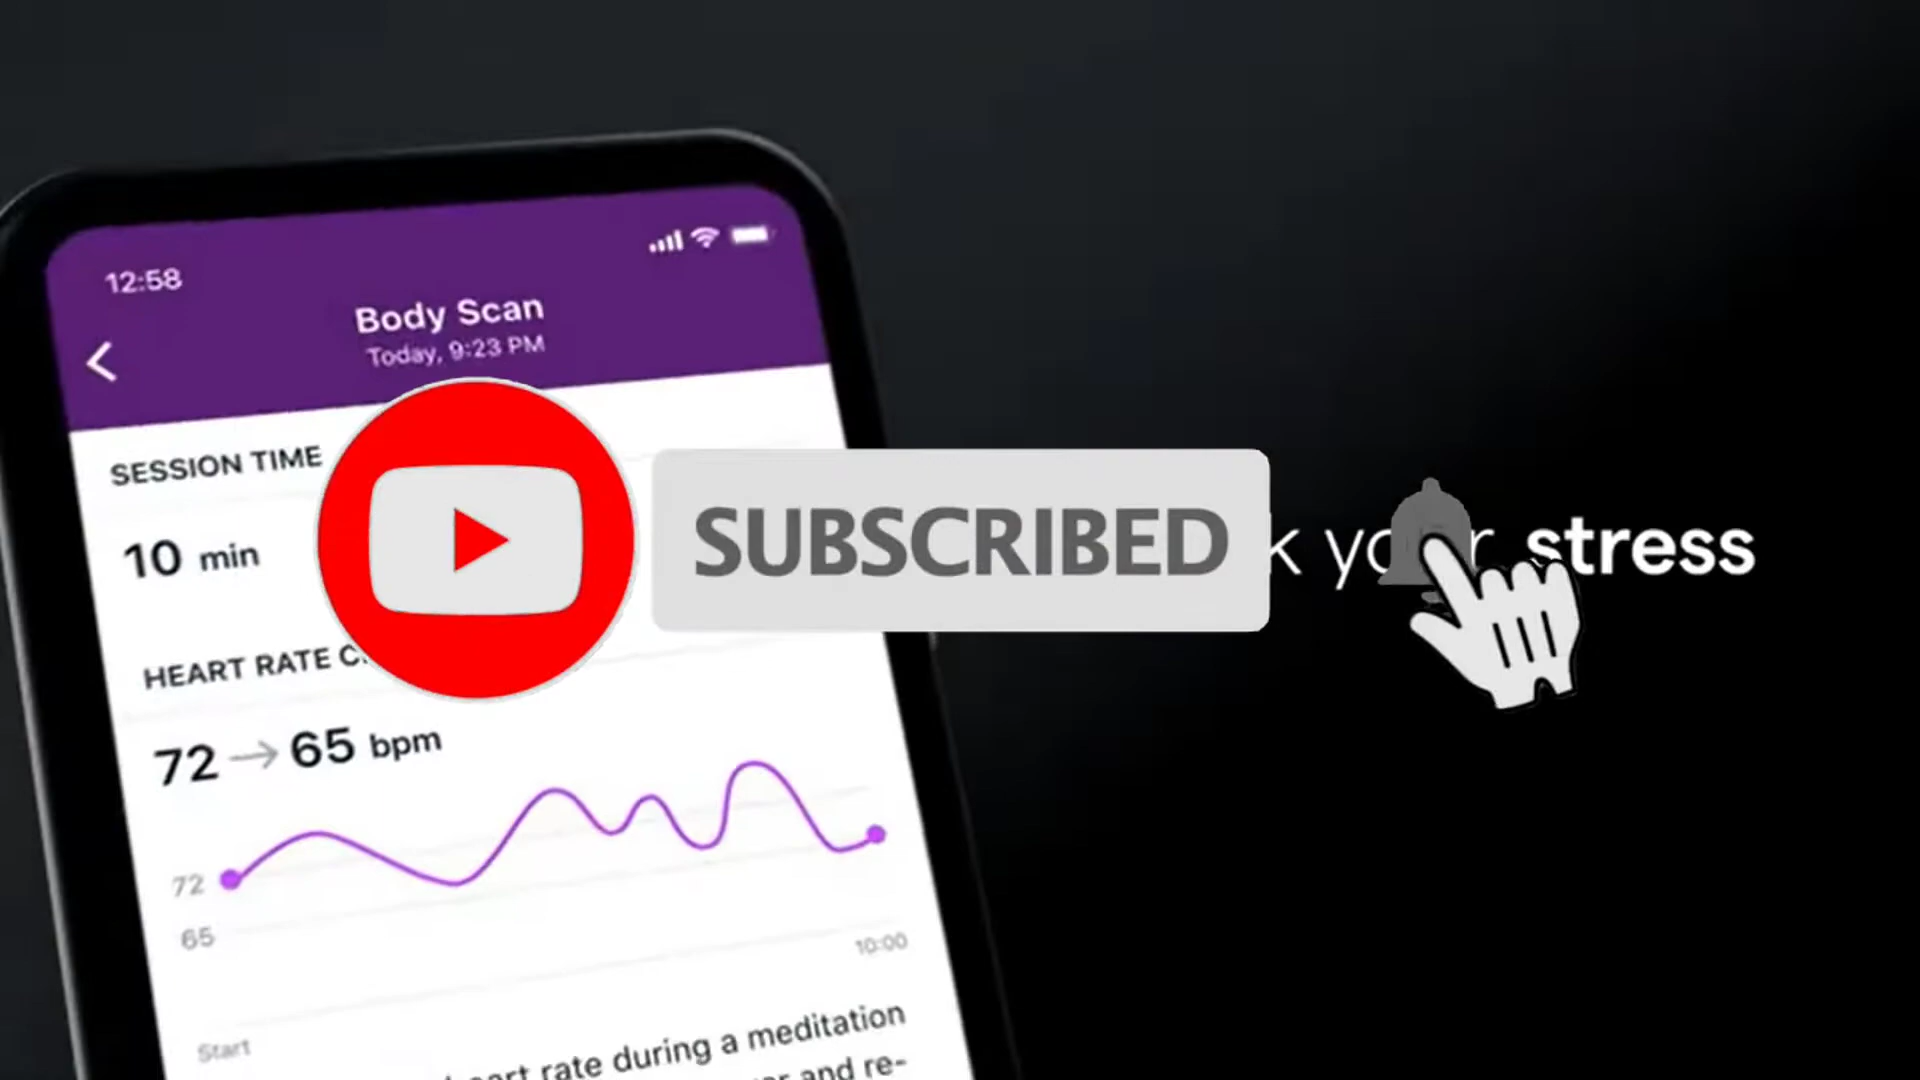 12:58
Body Scan
Today, 9:23 PM
SESSION TIME
10 min
SUBSCRIBED
stress
HEART RATE
72 → 65 bpm
72
65
10:00
Start
rate during a meditation
and re-